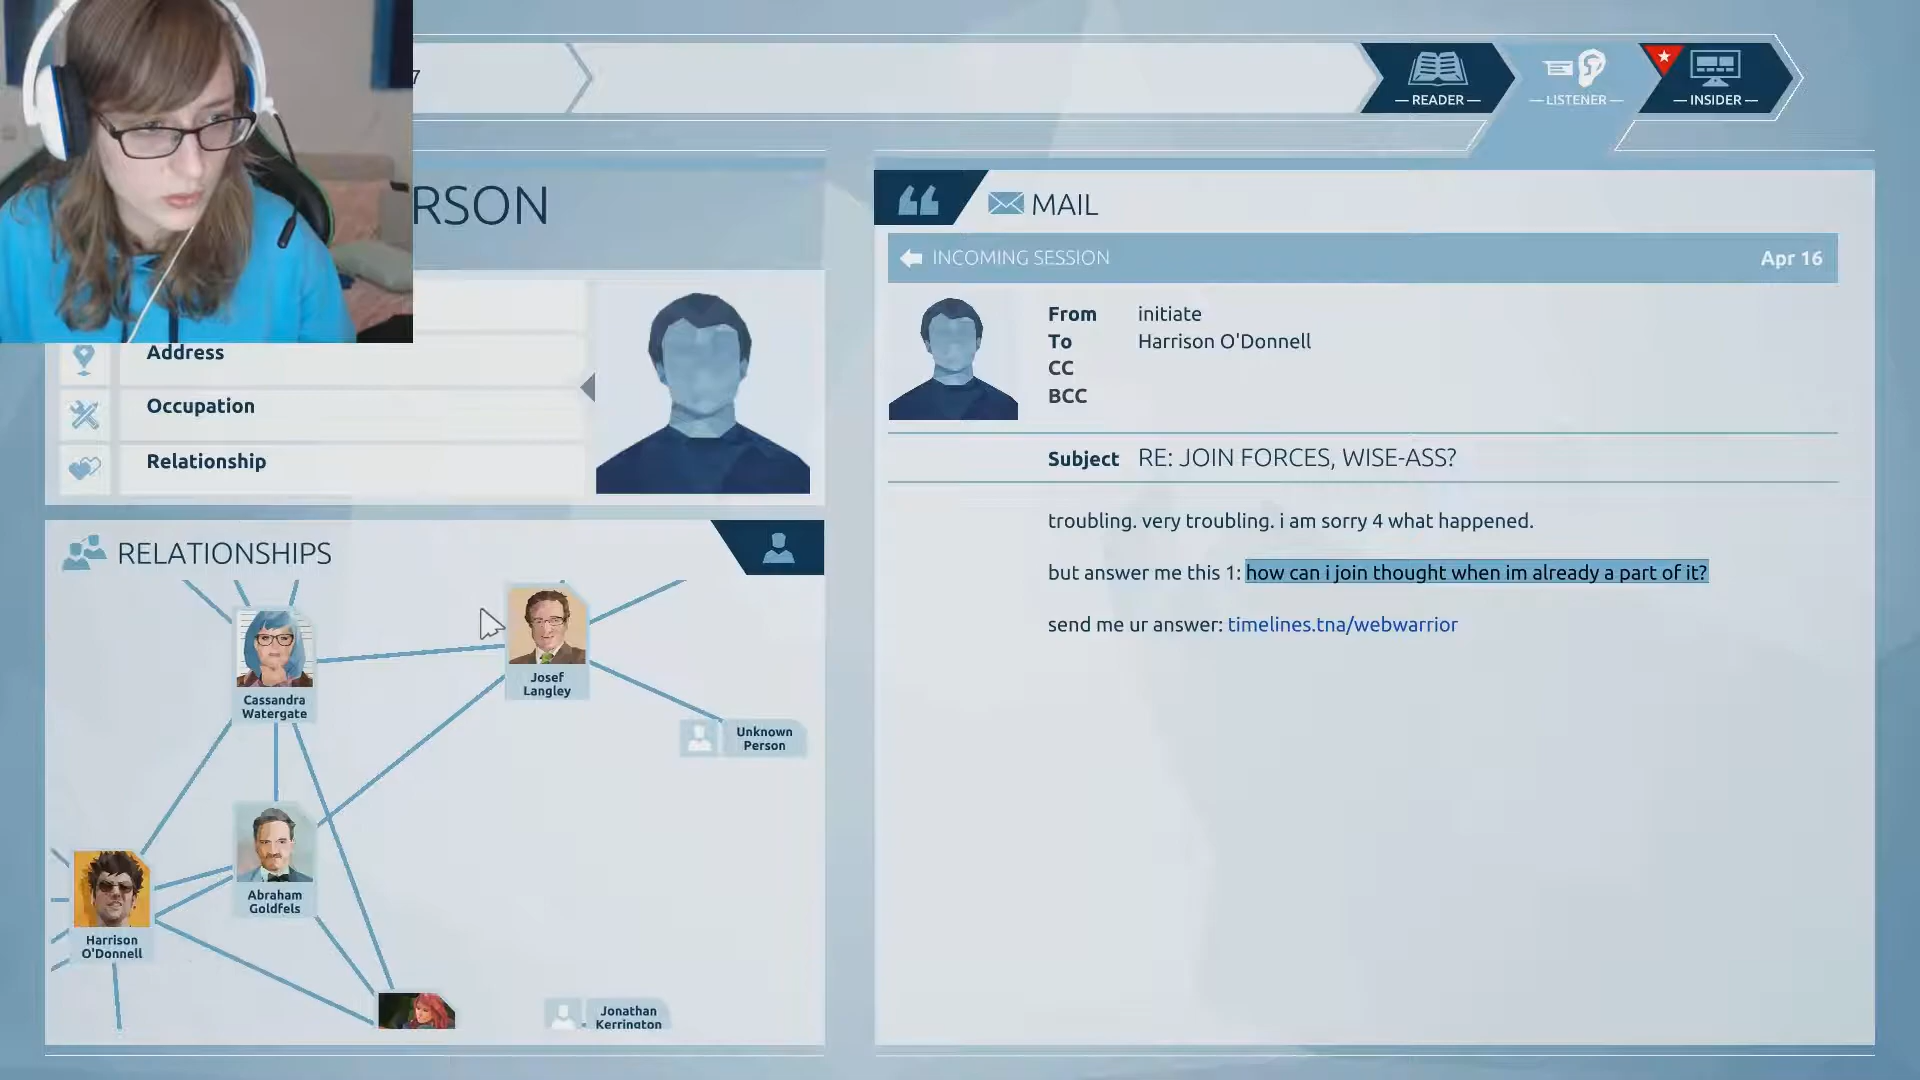 7
READER
LISTENER
INSIDER
RSON
MAIL
INCOMING SESSION
Apr 16
From initiate
To Harrison O'Donnell
CC
BCC
Address
Occupation
Relationship
Subject RE: JOIN FORCES, WISE-ASS?
troubling. very troubling. i am sorry 4 what happened.
but answer me this 1: how can i join thought when im already a part of it?
send me ur answer: timelines.tna/webwarrior
RELATIONSHIPS
Cassandra
Watergate
Josef
Langley
Unknown
Person
Abraham
Goldfels
Harrison
O'Donnell
Jonathan
Kerrington